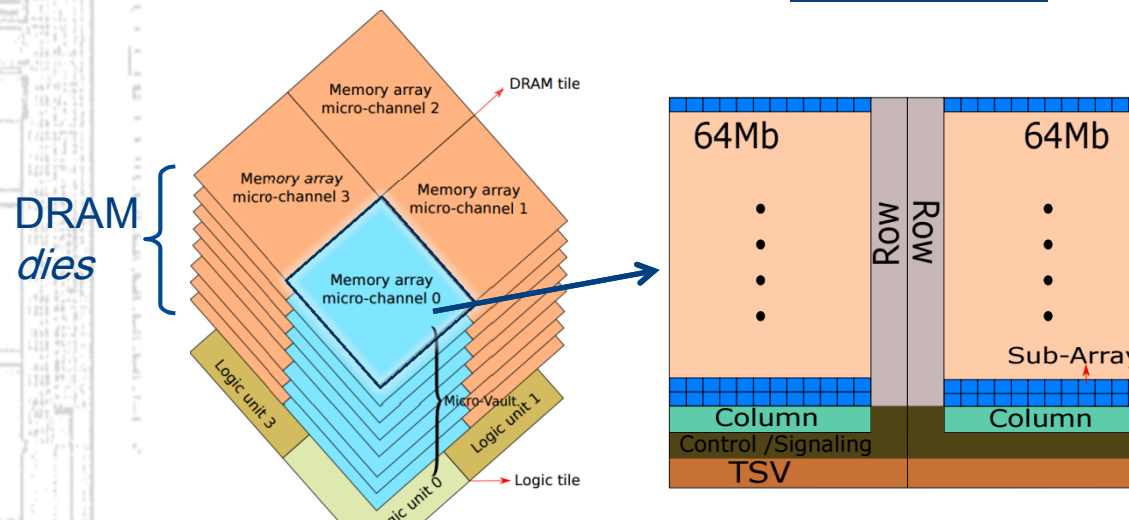 DRAM
dies
Memory array
micro-channel 2
DRAM tile
Memory array
micro-channel 3
Memory array
micro-channel 1
Memory array
micro-channel 0
Micro-Vault
Logic unit 3
Logic unit 1
unit 0
Logic tile
64Mb
64Mb
Row
Row
Sub-Array
Column
Column
Control /Signaling
TSV